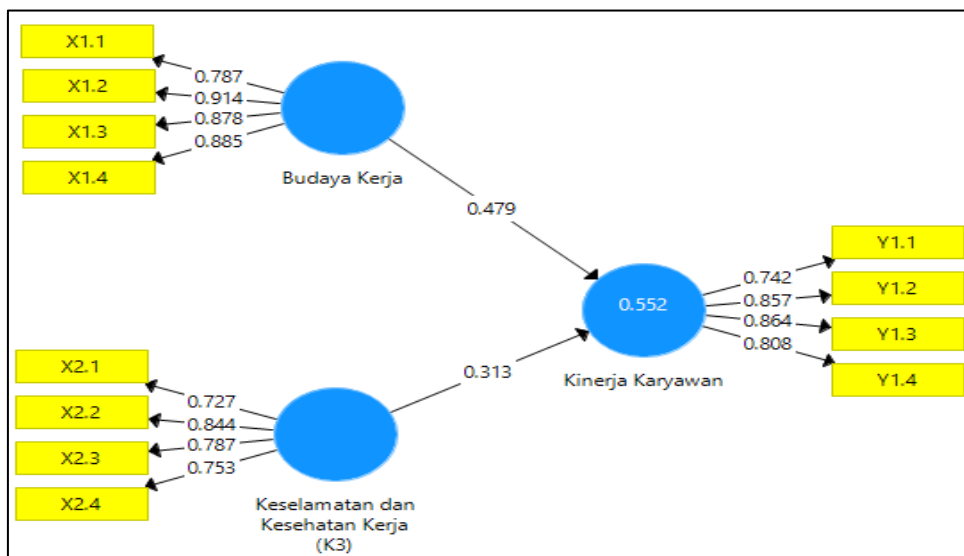 X1.1
X1.2
X1.3
X1.4
0.787
0.914
0.878
0.885
Budaya Kerja
0.479
X2.1
X2.2
X2.3
X2.4
0.727
0.844
0.787
0.753
Keselamatan dan
Kesehatan Kerja
(K3)
0.313
0.552
Kinerja Karyawan
0.742
0.857
0.864
0.808
Y1.1
Y1.2
Y1.3
Y1.4